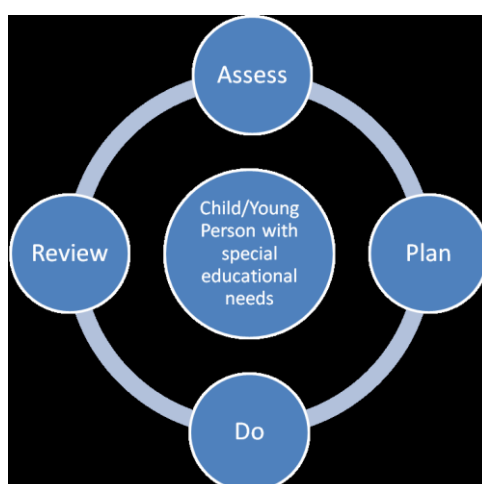 Assess
Child/Young
Person with
special
educational
needs
Review
Plan
Do